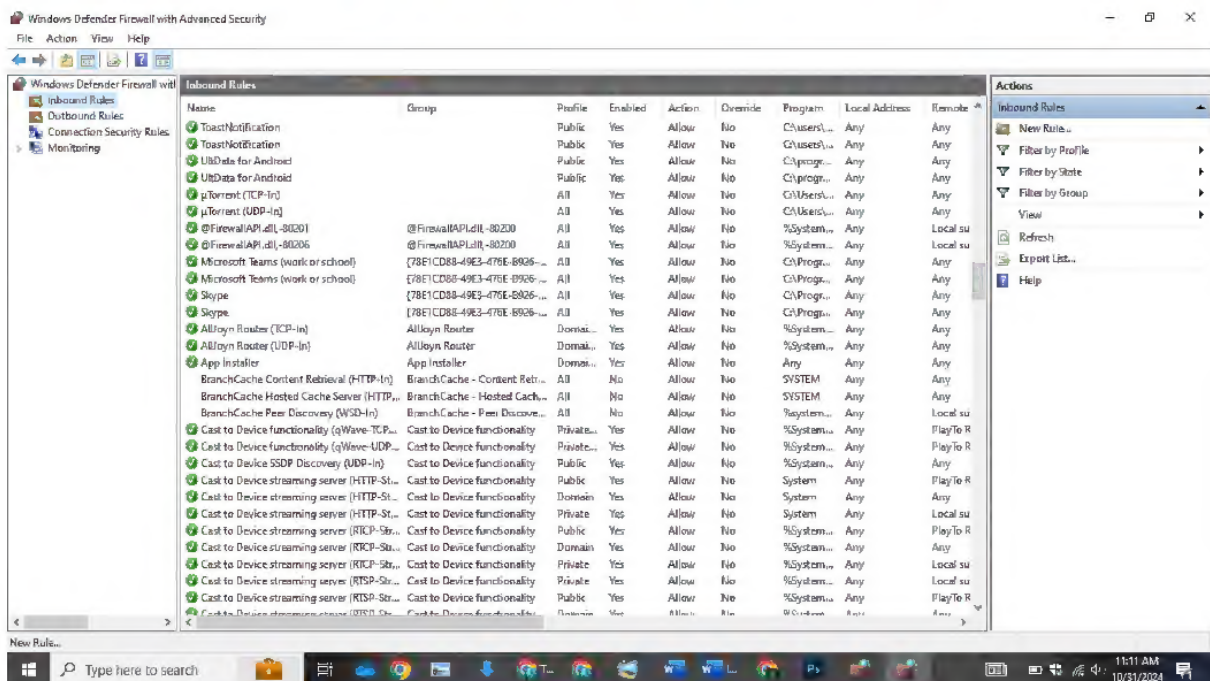 Windows Defender Firewall with Advanced Security
File Action View Help
Windows Defender Firewall with
Inbound Rules
Outbound Rules
Connection Security Rules
Monitoring
Inbound Rules
Name Group Profile Enabled Action Override Program Local Address Remote
ToastNotification Public Yes Allow No C:\users\... Any Any
ToastNotification Public Yes Allow No C:\users\... Any Any
UltData for Android Public Yes Allow No C:\progr... Any Any
UltData for Android Public Yes Allow No C:\progr... Any Any
µTorrent (TCP-In) All Yes Allow No C:\Users\... Any Any
µTorrent (UDP-In) All Yes Allow No C:\Users\... Any Any
@FirewallAPI.dll,-80201 @FirewallAPI.dll,-80200 All Yes Allow No %System... Any Local su
@FirewallAPI.dll,-80206 @FirewallAPI.dll,-80200 All Yes Allow No %System... Any Local su
Microsoft Teams (work or school) {78E1CD88-49E3-476E-B926-... All Yes Allow No C:\Progr... Any Any
Microsoft Teams (work or school) {78E1CD88-49E3-476E-B926-... All Yes Allow No C:\Progr... Any Any
Skype {78E1CD88-49E3-476E-B926-... All Yes Allow No C:\Progr... Any Any
Skype {78E1CD88-49E3-476E-B926-... All Yes Allow No C:\Progr... Any Any
AllJoyn Router (TCP-In) AllJoyn Router Domai... Yes Allow No %System... Any Any
AllJoyn Router (UDP-In) AllJoyn Router Domai... Yes Allow No %System... Any Any
App Installer App Installer Domai... Yes Allow No Any Any Any
BranchCache Content Retrieval (HTTP-In) BranchCache - Content Retr... All No Allow No SYSTEM Any Any
BranchCache Hosted Cache Server (HTTP... BranchCache - Hosted Cach... All No Allow No SYSTEM Any Any
BranchCache Peer Discovery (WSD-In) BranchCache - Peer Discove... All No Allow No %system... Any Local su
Cast to Device functionality (qWave-TCP... Cast to Device functionality Private... Yes Allow No %System... Any PlayTo R
Cast to Device functionality (qWave-UDP... Cast to Device functionality Private... Yes Allow No %System... Any PlayTo R
Cast to Device SSDP Discovery (UDP-In) Cast to Device functionality Public Yes Allow No %System... Any Any
Cast to Device streaming server (HTTP-St... Cast to Device functionality Public Yes Allow No System Any PlayTo R
Cast to Device streaming server (HTTP-St... Cast to Device functionality Domain Yes Allow No System Any Any
Cast to Device streaming server (HTTP-St... Cast to Device functionality Private Yes Allow No System Any Local su
Cast to Device streaming server (RTCP-Str... Cast to Device functionality Public Yes Allow No %System... Any PlayTo R
Cast to Device streaming server (RTCP-Str... Cast to Device functionality Domain Yes Allow No %System... Any Any
Cast to Device streaming server (RTCP-Str... Cast to Device functionality Private Yes Allow No %System... Any Local su
Cast to Device streaming server (RTSP-Str... Cast to Device functionality Private Yes Allow No %System... Any Local su
Cast to Device streaming server (RTSP-Str... Cast to Device functionality Public Yes Allow No %System... Any PlayTo R
Cast to Device streaming server (RTSP-Str... Cast to Device functionality Domain Yes Allow No %System... Any Any
Actions
Inbound Rules
New Rule...
Filter by Profile
Filter by State
Filter by Group
View
Refresh
Export List...
Help
New Rule...
Type here to search
11:11 AM
10/31/2024